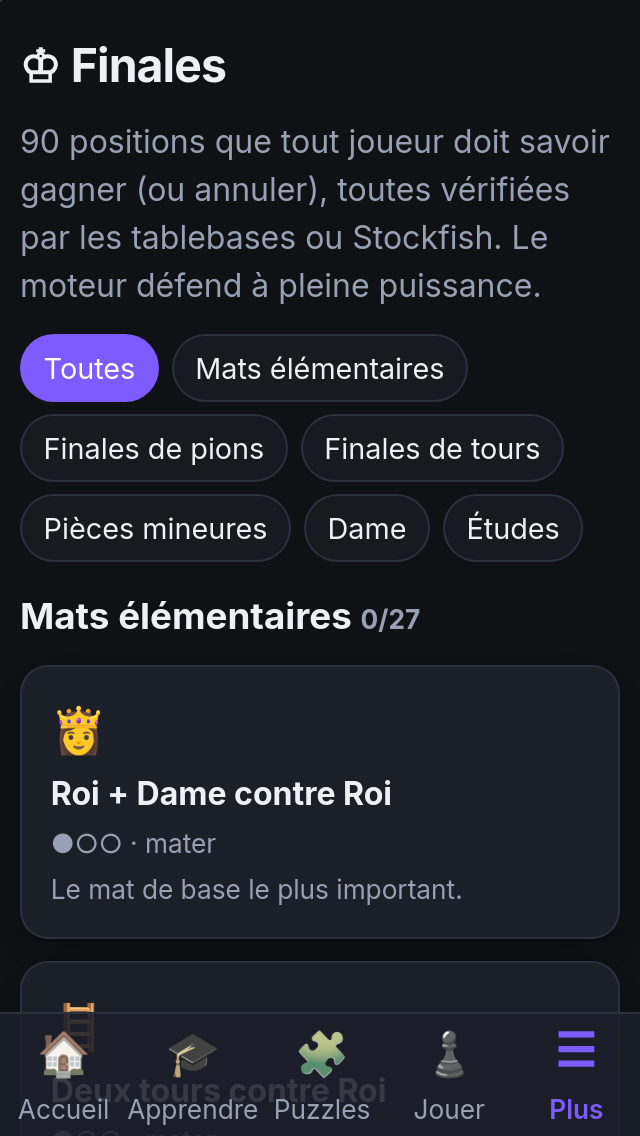 ♔ Finales
90 positions que tout joueur doit savoir
gagner (ou annuler), toutes vérifiées
par les tablebases ou Stockfish. Le
moteur défend à pleine puissance.
Toutes
Mats élémentaires
Finales de pions
Finales de tours
Pièces mineures
Dame
Études
Mats élémentaires 0/27
Roi + Dame contre Roi
●○○ · mater
Le mat de base le plus important.
Deux tours contre Roi
Accueil
Apprendre
Puzzles
Jouer
Plus